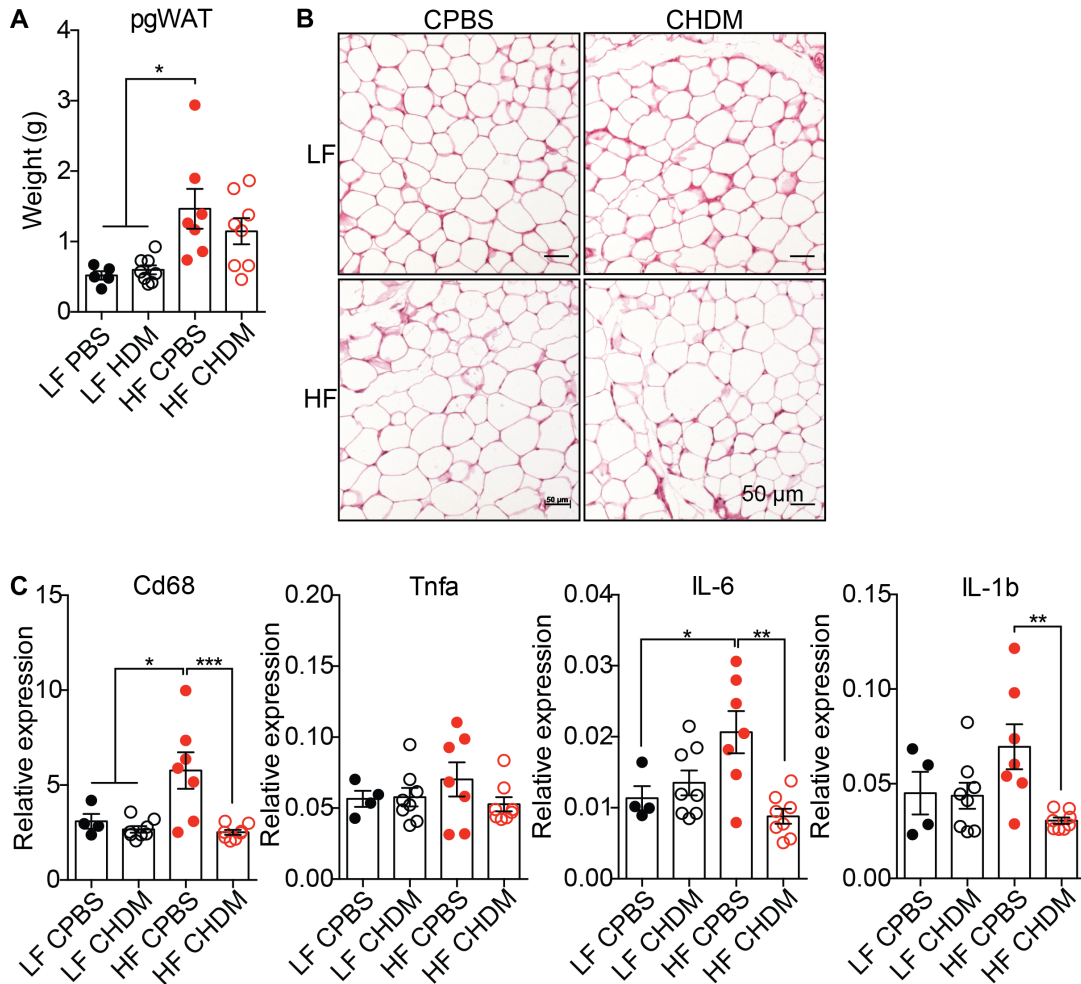 A
pgWAT
Weight (g)
4
3
2
1
0
*
LF PBS
LF HDM
HF CPBS
HF CHDM
B
CPBS
CHDM
LF
HF
50 µm
50 µm
C
Cd68
Relative expression
15
10
5
0
*
***
LF CPBS
LF CHDM
HF CPBS
HF CHDM
Tnfa
Relative expression
0.20
0.15
0.10
0.05
0.00
LF CPBS
LF CHDM
HF CPBS
HF CHDM
IL-6
Relative expression
0.04
0.03
0.02
0.01
0.00
*
**
LF CPBS
LF CHDM
HF CPBS
HF CHDM
IL-1b
Relative expression
0.15
0.10
0.05
0.00
**
LF CPBS
LF CHDM
HF CPBS
HF CHDM